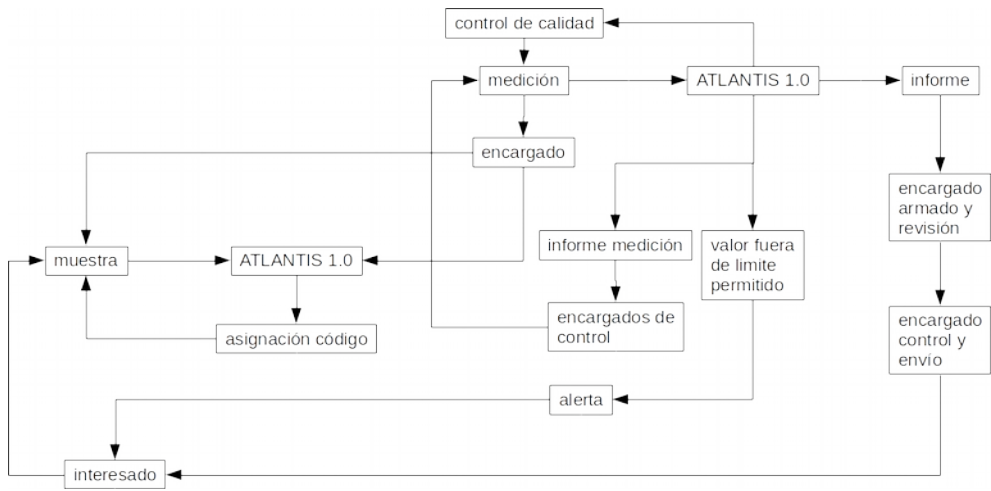 control de calidad
medición
ATLANTIS 1.0
informe
encargado
encargado
armado y
revisión
muestra
ATLANTIS 1.0
informe medición
valor fuera
de limite
permitido
asignación código
encargados de
control
encargado
control y
envío
alerta
interesado